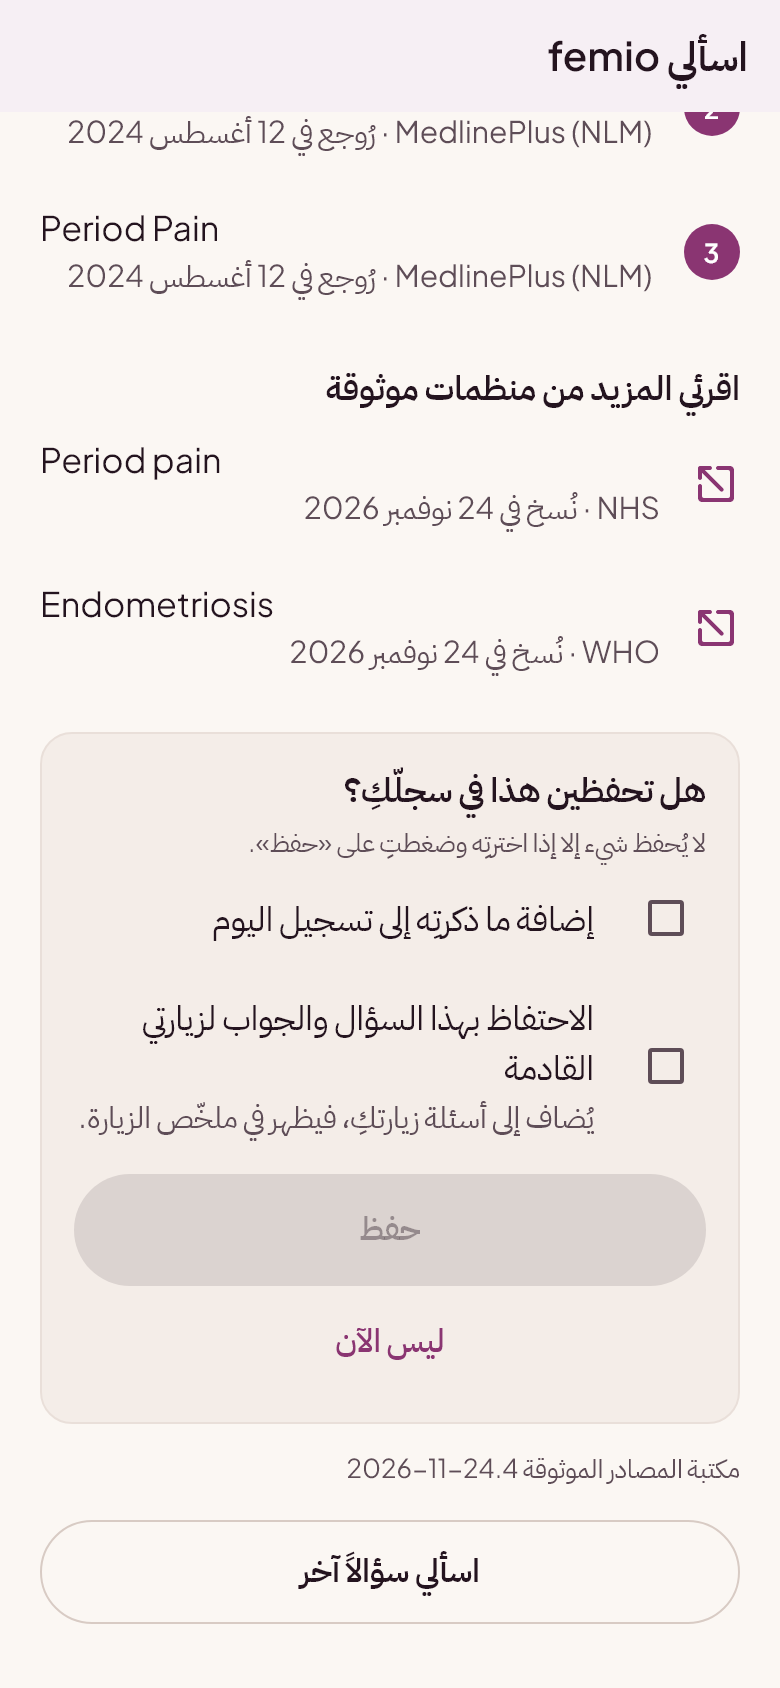 اسألي femio
2
MedlinePlus (NLM) · رُوجع في 12 أغسطس 2024
Period Pain
3
MedlinePlus (NLM) · رُوجع في 12 أغسطس 2024
اقرئي المزيد من منظمات موثوقة
Period pain
NHS · نُسخ في 24 نوفمبر 2026
Endometriosis
WHO · نُسخ في 24 نوفمبر 2026
هل تحفظين هذا في سجلّكِ؟
لا يُحفظ شيء إلا إذا اخترتِه وضغطتِ على «حفظ».
إضافة ما ذكرتِه إلى تسجيل اليوم
الاحتفاظ بهذا السؤال والجواب لزيارتي
القادمة
يُضاف إلى أسئلة زيارتكِ، فيظهر في ملخّص الزيارة.
حفظ
ليس الآن
مكتبة المصادر الموثوقة 2026-11-24.4
اسألي سؤالاً آخر